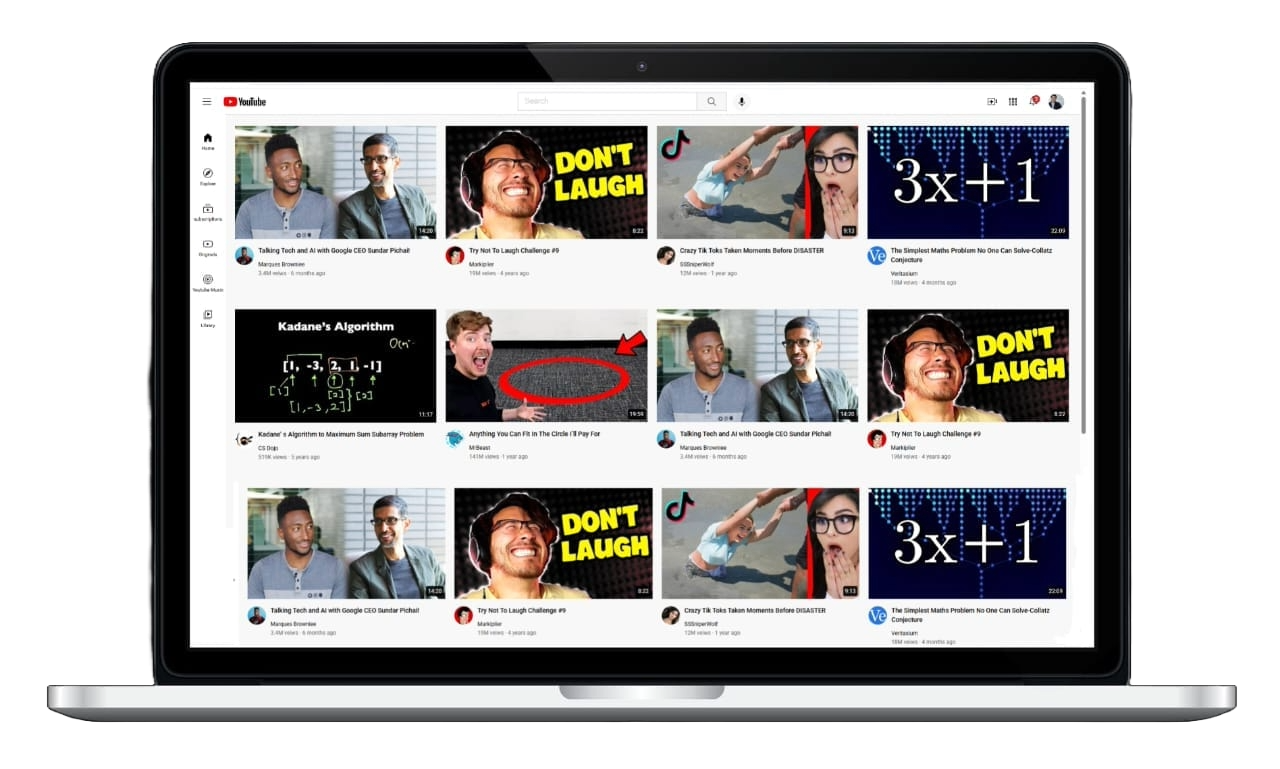 YouTube
Search
3
Home
Explore
Subscriptions
Originals
Youtube Music
Library
DON'T
LAUGH
3x+1
14:20
8:22
9:13
22:09
Talking Tech and AI with Google CEO Sundar Pichai!
Marques Brownlee
3.4M views · 6 months ago
Try Not To Laugh Challenge #9
Markiplier
19M views · 4 years ago
Crazy Tik Toks Taken Moments Before DISASTER
SSSniperWolf
12M views · 1 year ago
Ve
The Simplest Maths Problem No One Can Solve-Collatz
Conjecture
Veritasium
18M views · 4 months ago
Kadane's Algorithm
[1, -3, 2, 1, -1]
[1]
[2]
[2]
[1, -3, 2]
11:17
19:59
14:20
DON'T
LAUGH
8:22
Kadane' s Algorithm to Maximum Sum Subarray Problem
CS Dojo
519K views · 5 years ago
Anything You Can Fit In The Circle I'll Pay For
MrBeast
141M views · 1 year ago
Talking Tech and AI with Google CEO Sundar Pichai!
Marques Brownlee
3.4M views · 6 months ago
Try Not To Laugh Challenge #9
Markiplier
19M views · 4 years ago
DON'T
LAUGH
3x+1
14:20
8:22
9:13
22:09
Talking Tech and AI with Google CEO Sundar Pichai!
Marques Brownlee
3.4M views · 6 months ago
Try Not To Laugh Challenge #9
Markiplier
19M views · 4 years ago
Crazy Tik Toks Taken Moments Before DISASTER
SSSniperWolf
12M views · 1 year ago
Ve
The Simplest Maths Problem No One Can Solve-Collatz
Conjecture
Veritasium
18M views · 4 months ago